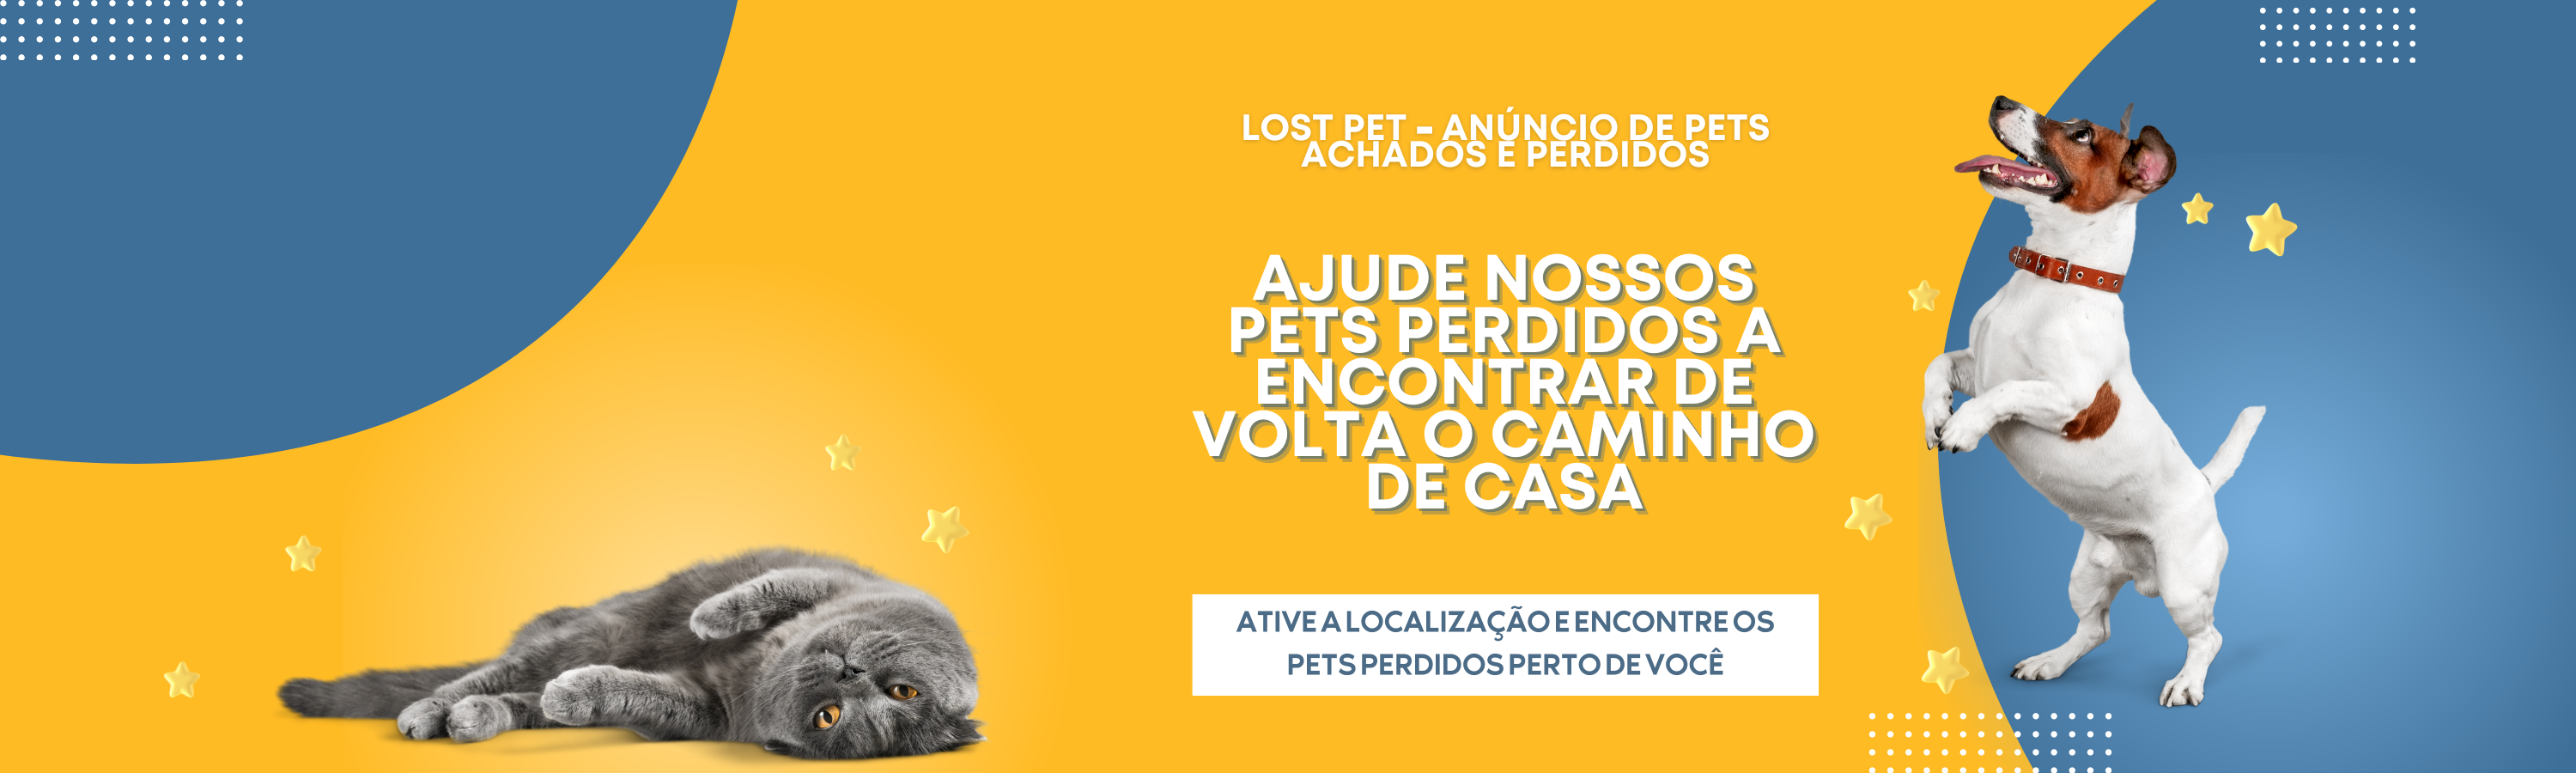 LOST PET - ANÚNCIO DE PETS
ACHADOS E PERDIDOS
AJUDE NOSSOS
PETS PERDIDOS A
ENCONTRAR DE
VOLTA O CAMINHO
DE CASA
ATIVE A LOCALIZAÇÃO E ENCONTRE OS
PETS PERDIDOS PERTO DE VOCÊ